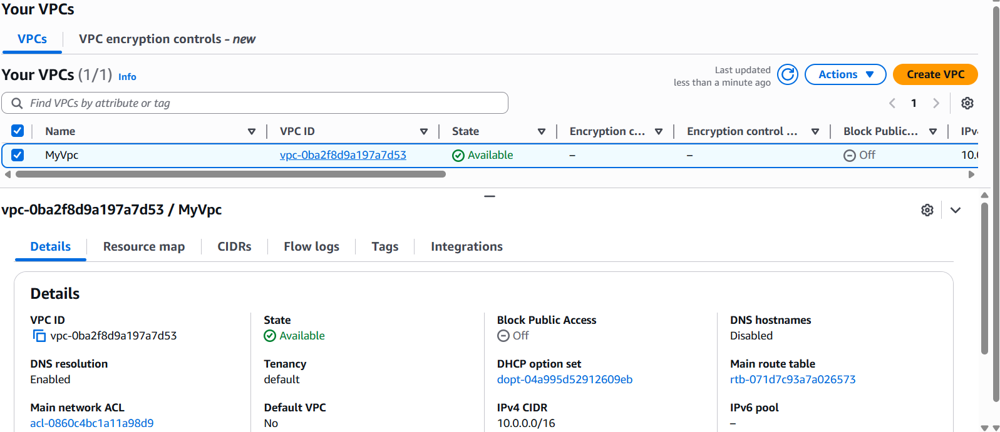 Your VPCs
VPCs
VPC encryption controls - new
Your VPCs (1/1) Info
Last updated
less than a minute ago
Actions
Create VPC
Find VPCs by attribute or tag
1
Name
VPC ID
State
Encryption c...
Encryption control ...
Block Public...
IPv
MyVpc
vpc-0ba2f8d9a197a7d53
Available
–
–
Off
10.0
vpc-0ba2f8d9a197a7d53 / MyVpc
Details
Resource map
CIDRs
Flow logs
Tags
Integrations
Details
VPC ID
vpc-0ba2f8d9a197a7d53
State
Available
Block Public Access
Off
DNS hostnames
Disabled
DNS resolution
Enabled
Tenancy
default
DHCP option set
dopt-04a995d52912609eb
Main route table
rtb-071d7c93a7a026573
Main network ACL
acl-0860c4bc1a11a98d9
Default VPC
No
IPv4 CIDR
10.0.0.0/16
IPv6 pool
–